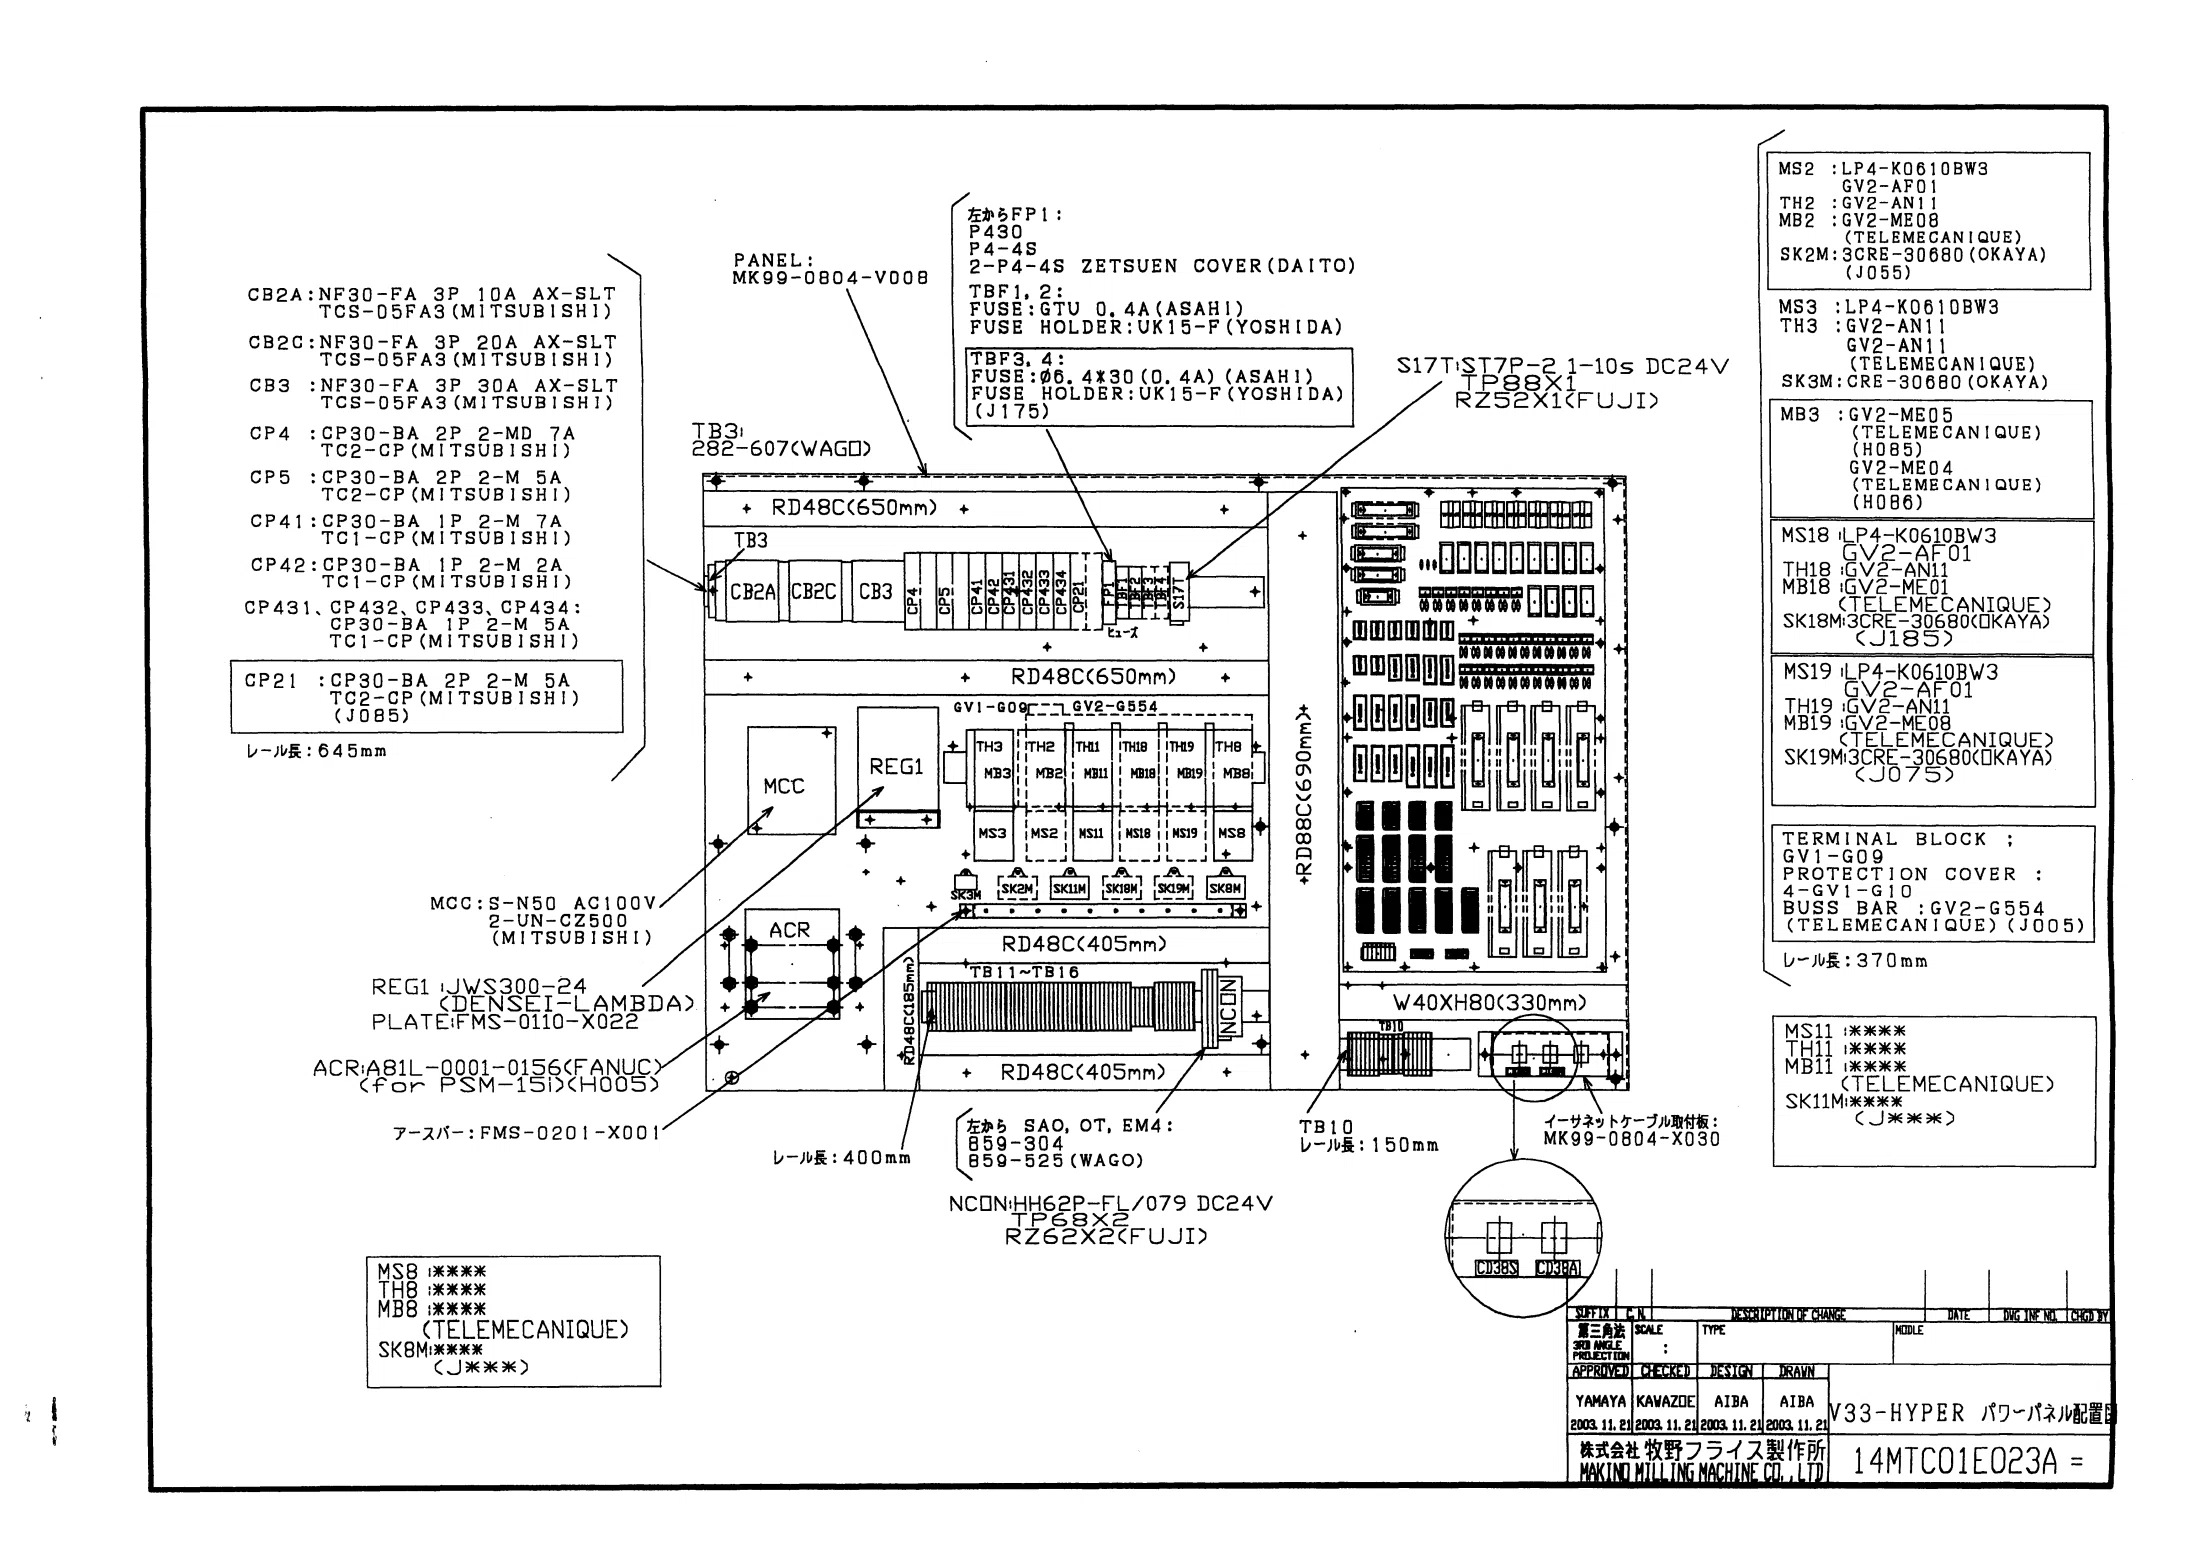 CB2A:NF30-FA 3P 10A AX-SLT
TCS-05FA3(MITSUBISHI)
CB2C:NF30-FA 3P 20A AX-SLT
TCS-05FA3(MITSUBISHI)
CB3 :NF30-FA 3P 30A AX-SLT
TCS-05FA3(MITSUBISHI)
CP4 :CP30-BA 2P 2-MD 7A
TC2-CP(MITSUBISHI)
CP5 :CP30-BA 2P 2-M 5A
TC2-CP(MITSUBISHI)
CP41:CP30-BA 1P 2-M 7A
TC1-CP(MITSUBISHI)
CP42:CP30-BA 1P 2-M 2A
TC1-CP(MITSUBISHI)
CP431、CP432、CP433、CP434:
CP30-BA 1P 2-M 5A
TC1-CP(MITSUBISHI)
CP21 :CP30-BA 2P 2-M 5A
TC2-CP(MITSUBISHI)
(J085)
レール長:645mm
PANEL:
MK99-0804-V008
左からFP1:
P430
P4-4S
2-P4-4S ZETSUEN COVER(DAITO)
TBF1,2:
FUSE:GTU 0.4A(ASAHI)
FUSE HOLDER:UK15-F(YOSHIDA)
TBF3,4:
FUSE:Ø6.4*30(0.4A)(ASAHI)
FUSE HOLDER:UK15-F(YOSHIDA)
(J175)
S17T:ST7P-2 1-10s DC24V
TP88X1
RZ52X1(FUJI)
TB3:
282-607(WAGO)
MS2 :LP4-K0610BW3
GV2-AF01
TH2 :GV2-AN11
MB2 :GV2-ME08
(TELEMECANIQUE)
SK2M:3CRE-30680(OKAYA)
(J055)
MS3 :LP4-K0610BW3
TH3 :GV2-AN11
GV2-AN11
(TELEMECANIQUE)
SK3M:CRE-30680(OKAYA)
MB3 :GV2-ME05
(TELEMECANIQUE)
(H085)
GV2-ME04
(TELEMECANIQUE)
(H086)
MS18 :LP4-K0610BW3
GV2-AF01
TH18 :GV2-AN11
MB18 :GV2-ME01
(TELEMECANIQUE)
SK18M:3CRE-30680(OKAYA)
(J185)
MS19 :LP4-K0610BW3
GV2-AF01
TH19 :GV2-AN11
MB19 :GV2-ME08
(TELEMECANIQUE)
SK19M:3CRE-30680(OKAYA)
(J075)
TERMINAL BLOCK ;
GV1-G09
PROTECTION COVER :
4-GV1-G10
BUSS BAR :GV2-G554
(TELEMECANIQUE)(J005)
レール長:370mm
MS11 :****
TH11 :****
MB11 :****
(TELEMECANIQUE)
SK11M:****
(J***)
RD48C(650mm)
TB3
CB2A
CB2C
CB3
CP4
CP5
CP41
CP42
CP431
CP432
CP433
CP434
CP21
FP1
TBF1
TBF2
TBF3
TBF4
S17T
ヒューズ
RD48C(650mm)
GV1-G09
GV2-G554
MCC
REG1
TH3
TH2
TH11
TH18
TH19
TH8
MB3
MB2
MB11
MB18
MB19
MB8
MS3
MS2
MS11
MS18
MS19
MS8
SK3M
SK2M
SK11M
SK18M
SK19M
SK8M
RD88C(690mm)
ACR
RD48C(405mm)
TB11~TB16
RD48C(185mm)
NCON
RD48C(405mm)
W40XH80(330mm)
TB10
MCC:S-N50 AC100V
2-UN-CZ500
(MITSUBISHI)
REG1 :JWS300-24
(DENSEI-LAMBDA)
PLATE:FMS-0110-X022
ACR:A81L-0001-0156(FANUC)
(for PSM-15i)(H005)
アースバー:FMS-0201-X001
レール長:400mm
左から SAO,OT,EM4:
859-304
859-525(WAGO)
NCON:HH62P-FL/079 DC24V
TP68X2
RZ62X2(FUJI)
TB10
レール長:150mm
イーサネットケーブル取付板:
MK99-0804-X030
CD38S
CD38A
MS8 :****
TH8 :****
MB8 :****
(TELEMECANIQUE)
SK8M:****
(J***)
SUFFIX C.N. DESCRIPTION OF CHANGE DATE DWG INF NO. CHGD BY
第三角法 SCALE TYPE MODLE
3RD ANGLE
PROJECTION :
APPROVED CHECKED DESIGN DRAWN
YAMAYA KAWAZOE AIBA AIBA
2003.11.21 2003.11.21 2003.11.21 2003.11.21
V33-HYPER パワーパネル配置図
株式会社 牧野フライス製作所
MAKINO MILLING MACHINE CO.,LTD
14MTC01E023A =